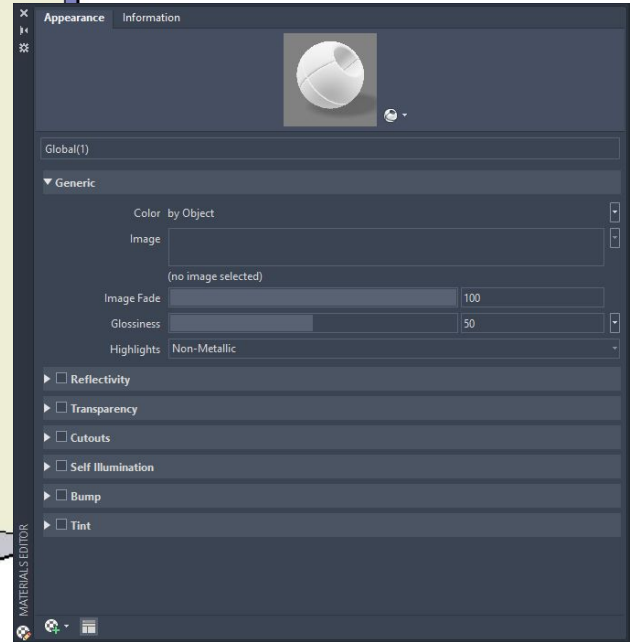 Appearance Information
Global(1)
Generic
Color by Object
Image
(no image selected)
Image Fade 100
Glossiness 50
Highlights Non-Metallic
Reflectivity
Transparency
Cutouts
Self Illumination
Bump
Tint
MATERIALS EDITOR